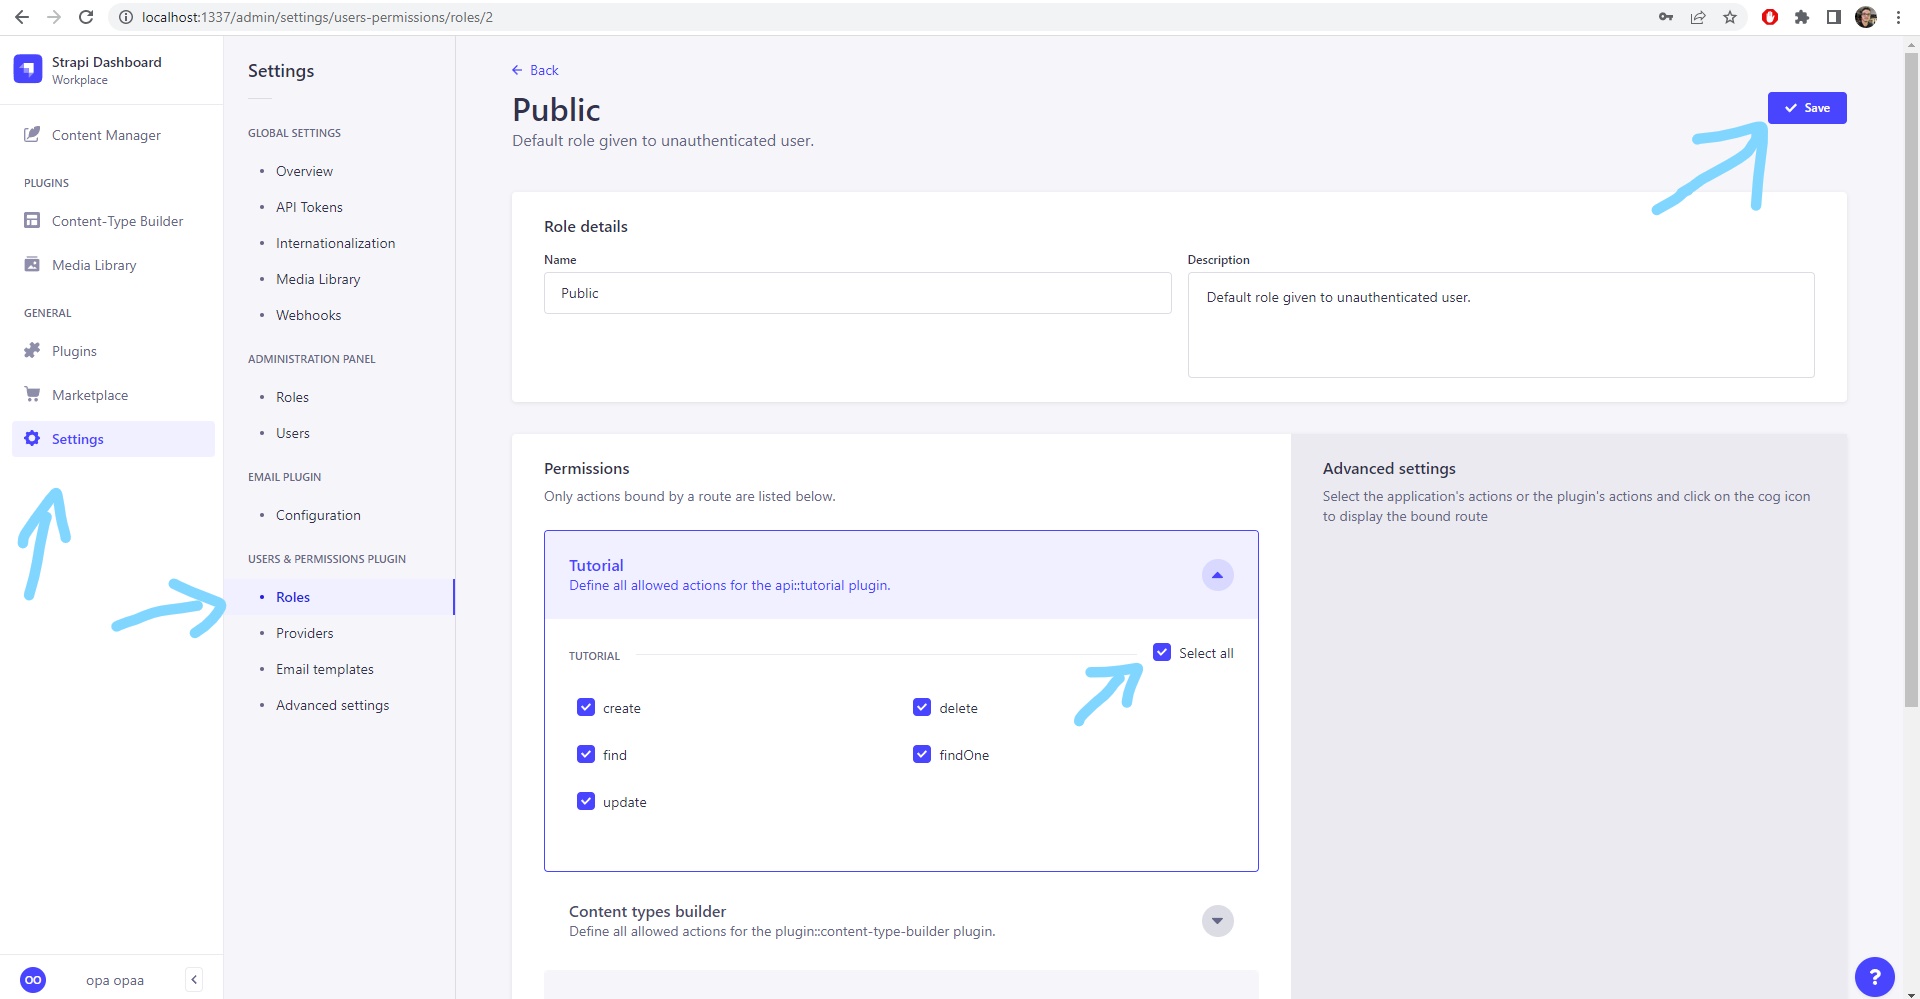 localhost:1337/admin/settings/users-permissions/roles/2
Strapi Dashboard
Workplace
Content Manager
PLUGINS
Content-Type Builder
Media Library
GENERAL
Plugins
Marketplace
Settings
OO
opa opaa
Settings
GLOBAL SETTINGS
Overview
API Tokens
Internationalization
Media Library
Webhooks
ADMINISTRATION PANEL
Roles
Users
EMAIL PLUGIN
Configuration
USERS & PERMISSIONS PLUGIN
Roles
Providers
Email templates
Advanced settings
Back
Public
Default role given to unauthenticated user.
Save
Role details
Name
Public
Description
Default role given to unauthenticated user.
Permissions
Only actions bound by a route are listed below.
Tutorial
Define all allowed actions for the api::tutorial plugin.
TUTORIAL
Select all
create
delete
find
findOne
update
Content types builder
Define all allowed actions for the plugin::content-type-builder plugin.
Advanced settings
Select the application's actions or the plugin's actions and click on the cog icon
to display the bound route
?